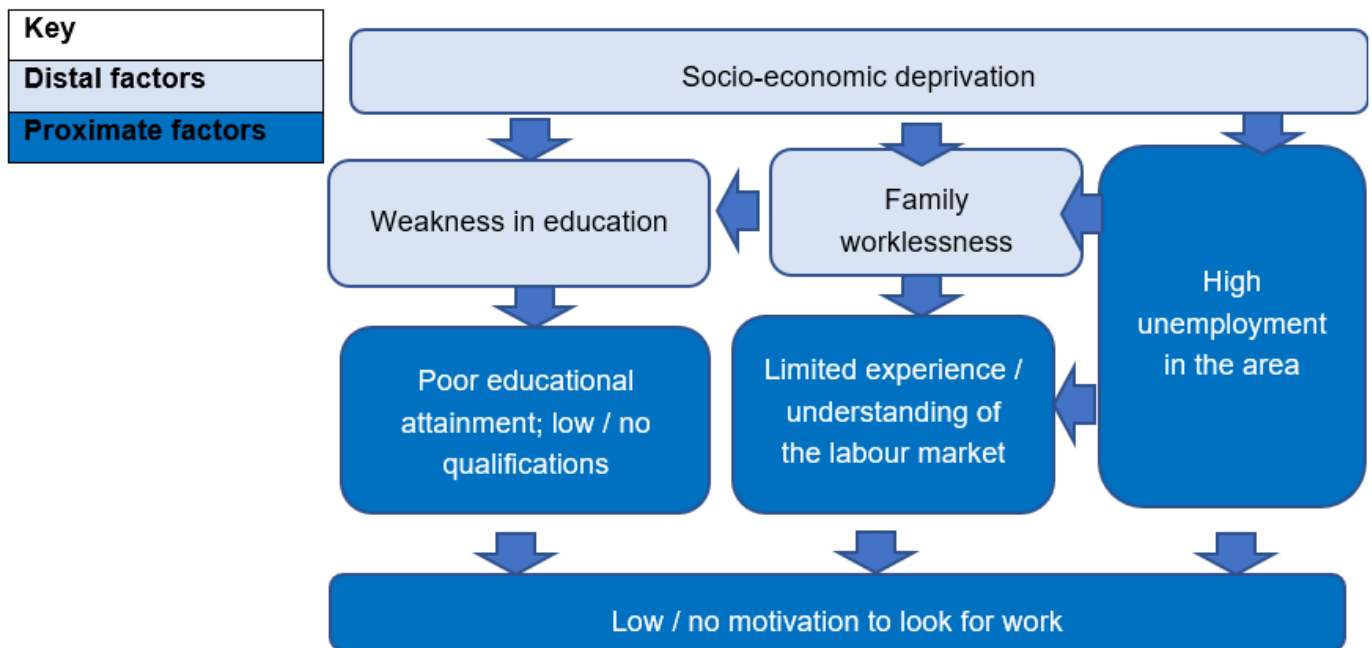 Key
Distal factors
Proximate factors
Socio-economic deprivation
Weakness in education
Family
worklessness
High
unemployment
in the area
Poor educational
attainment; low / no
qualifications
Limited experience /
understanding of
the labour market
Low / no motivation to look for work